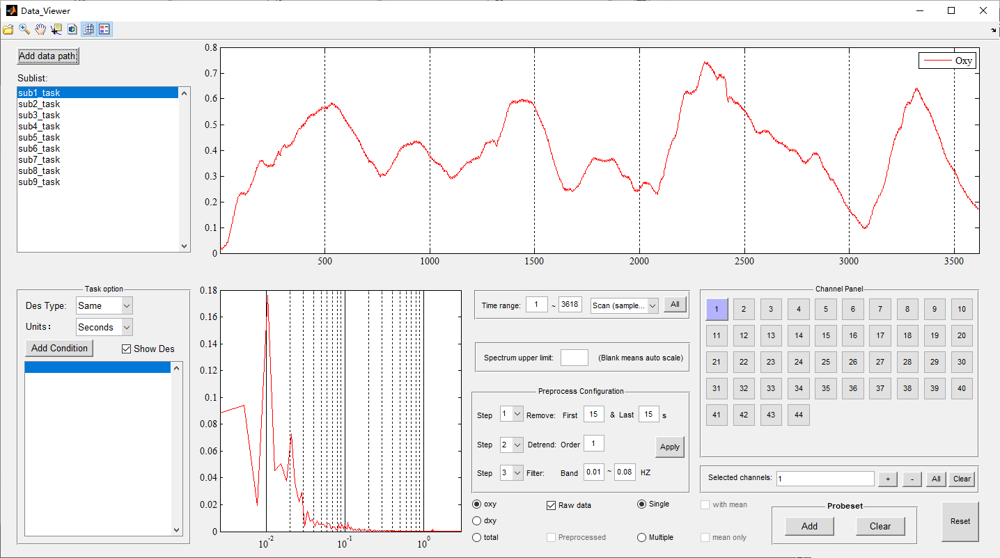 Data_Viewer
Add data path
Sublist:
sub1_task
sub2_task
sub3_task
sub4_task
sub5_task
sub6_task
sub7_task
sub8_task
sub9_task
0.8
0.7
0.6
0.5
0.4
0.3
0.2
0.1
0
Oxy
500 1000 1500 2000 2500 3000 3500
Task option
Des Type: Same
Units： Seconds
Add Condition Show Des
0.18
0.16
0.14
0.12
0.1
0.08
0.06
0.04
0.02
0
10-2 10-1 100
Time range: 1 ~ 3618 Scan (sample... All
Spectrum upper limit: (Blank means auto scale)
Preprocess Configuration
Step 1 Remove: First 15 & Last 15 s
Step 2 Detrend: Order 1
Apply
Step 3 Filter: Band 0.01 ~ 0.08 HZ
oxy Raw data Single with mean
dxy
total Preprocessed Multiple mean only
Channel Panel
1 2 3 4 5 6 7 8 9 10
11 12 13 14 15 16 17 18 19 20
21 22 23 24 25 26 27 28 29 30
31 32 33 34 35 36 37 38 39 40
41 42 43 44
Selected channels: 1 + - All Clear
Probeset
Add Clear
Reset